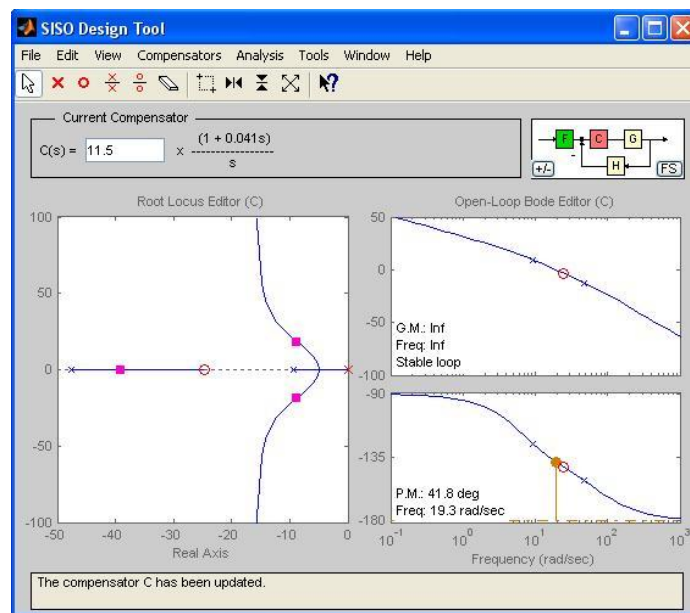 SISO Design Tool
File Edit View Compensators Analysis Tools Window Help
Current Compensator
C(s) = 11.5 x (1 + 0.041s)
s
F C G
H
+/- FS
Root Locus Editor (C)
100
50
0
-50
-100
-50 -40 -30 -20 -10 0
Real Axis
Open-Loop Bode Editor (C)
50
0
-50
-100
G.M.: Inf
Freq: Inf
Stable loop
-90
-135
-180
P.M.: 41.8 deg
Freq: 19.3 rad/sec
10^-1 10^0 10^1 10^2 10^3
Frequency (rad/sec)
The compensator C has been updated.